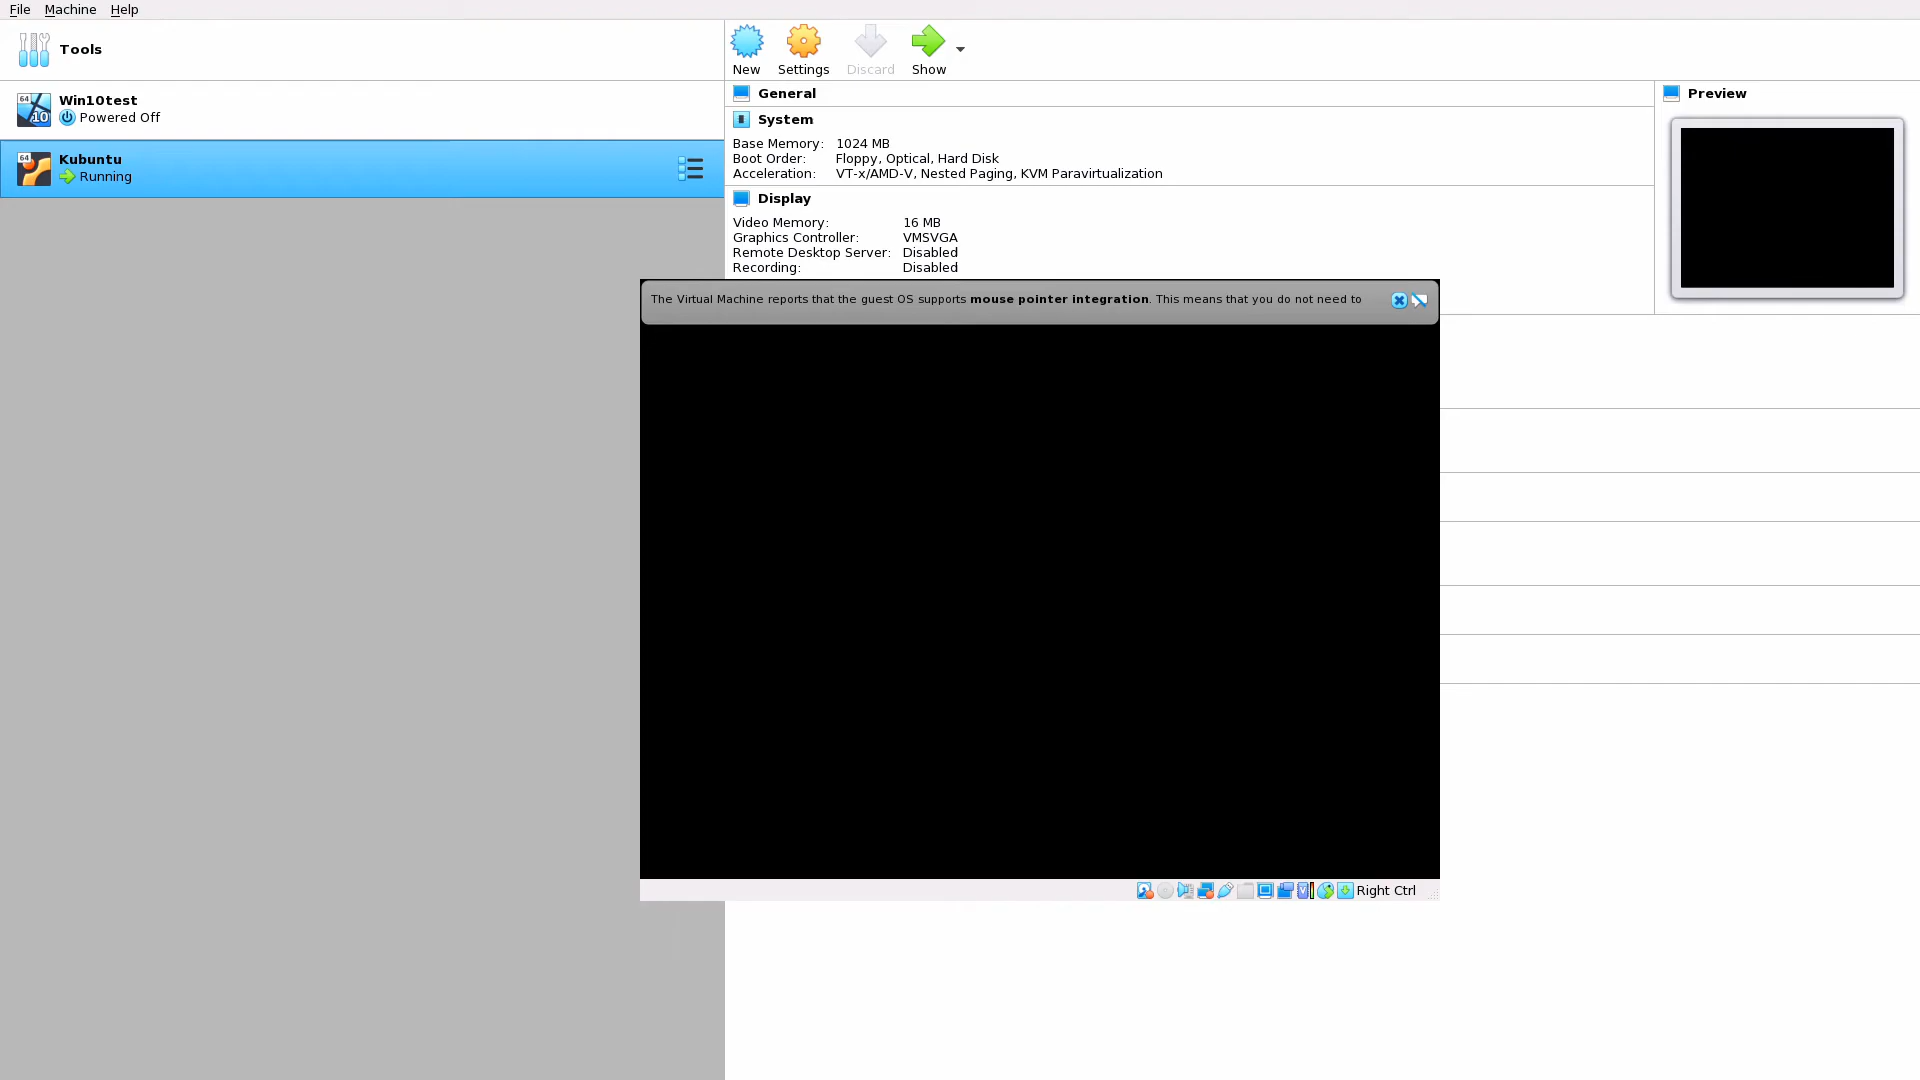 File Machine Help
Tools
New Settings Discard Show
64
10
Win10test
Powered Off
64
Kubuntu
Running
General
System
Base Memory: 1024 MB
Boot Order: Floppy, Optical, Hard Disk
Acceleration: VT-x/AMD-V, Nested Paging, KVM Paravirtualization
Display
Video Memory: 16 MB
Graphics Controller: VMSVGA
Remote Desktop Server: Disabled
Recording: Disabled
Preview
The Virtual Machine reports that the guest OS supports mouse pointer integration. This means that you do not need to
Right Ctrl